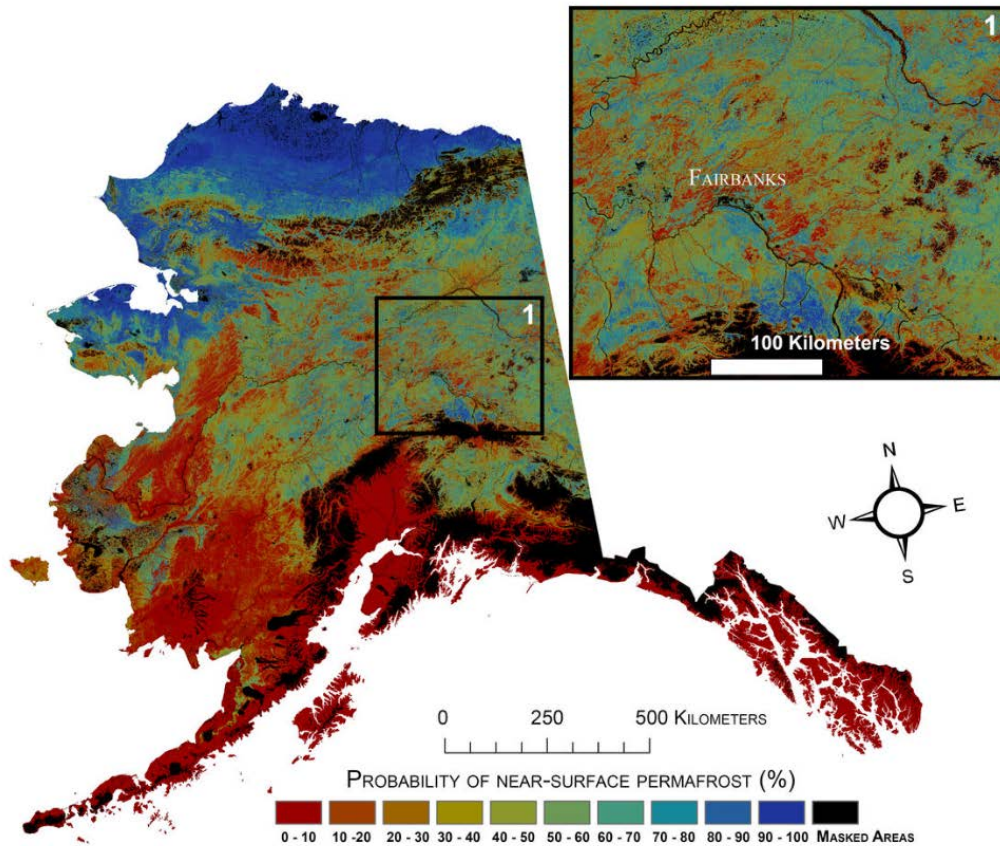 1
Fairbanks
100 Kilometers
1
N
W E
S
0 250 500 Kilometers
Probability of near-surface permafrost (%)
0 - 10 10 -20 20 - 30 30 - 40 40 - 50 50 - 60 60 - 70 70 - 80 80 - 90 90 - 100 Masked Areas